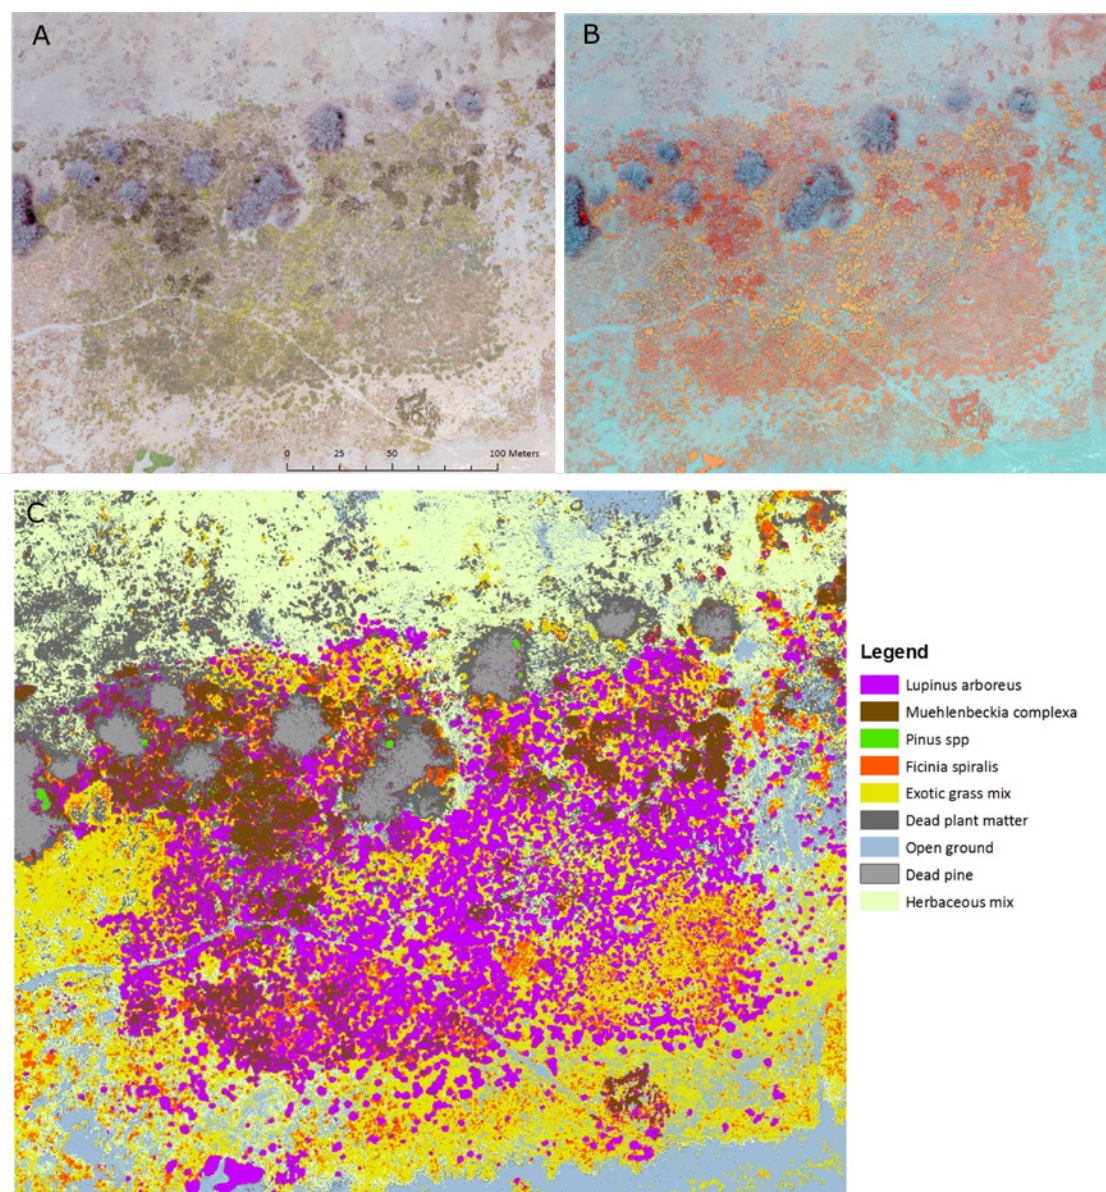 A
B
0 25 50 100 Meters
C
Legend
Lupinus arboreus
Muehlenbeckia complexa
Pinus spp
Ficinia spiralis
Exotic grass mix
Dead plant matter
Open ground
Dead pine
Herbaceous mix